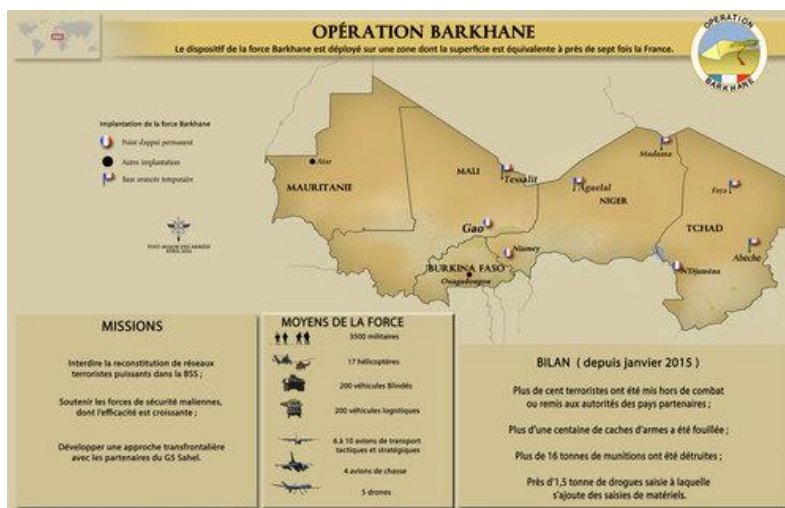 OPÉRATION BARKHANE
Le dispositif de la force Barkhane est déployé sur une zone dont la superficie est équivalente à près de sept fois la France.
OPERATION
BARKHANE
Implantation de la force Barkhane
Point d'appui permanent
Autre implantation
Base avancée temporaire
ÉTAT-MAJOR DES ARMÉES
AVRIL 2016
Atar
MAURITANIE
MALI
Tessalit
Gao
Madama
Aguelal
NIGER
Niamey
BURKINA FASO
Ouagadougou
Faya
TCHAD
Abeche
N'Djaména
MISSIONS
Interdire la reconstitution de réseaux
terroristes puissants dans la BSS ;
Soutenir les forces de sécurité maliennes,
dont l'efficacité est croissante ;
Développer une approche transfrontalière
avec les partenaires du G5 Sahel.
MOYENS DE LA FORCE
3500 militaires
17 hélicoptères
200 véhicules Blindés
200 véhicules logistiques
6 à 10 avions de transport
tactiques et stratégiques
4 avions de chasse
5 drones
BILAN ( depuis janvier 2015 )
Plus de cent terroristes ont été mis hors de combat
ou remis aux autorités des pays partenaires ;
Plus d'une centaine de caches d'armes a été fouillée ;
Plus de 16 tonnes de munitions ont été détruites ;
Près d'1,5 tonne de drogues saisie à laquelle
s'ajoute des saisies de matériels.